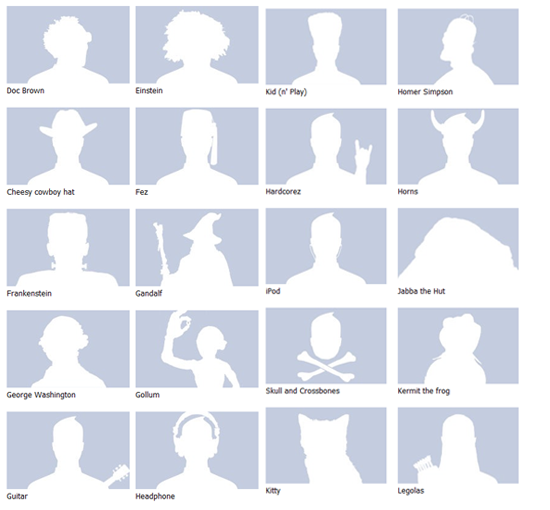 Doc Brown
Einstein
Kid (n' Play)
Homer Simpson
Cheesy cowboy hat
Fez
Hardcorez
Horns
Frankenstein
Gandalf
iPod
Jabba the Hut
George Washington
Gollum
Skull and Crossbones
Kermit the frog
Guitar
Headphone
Kitty
Legolas